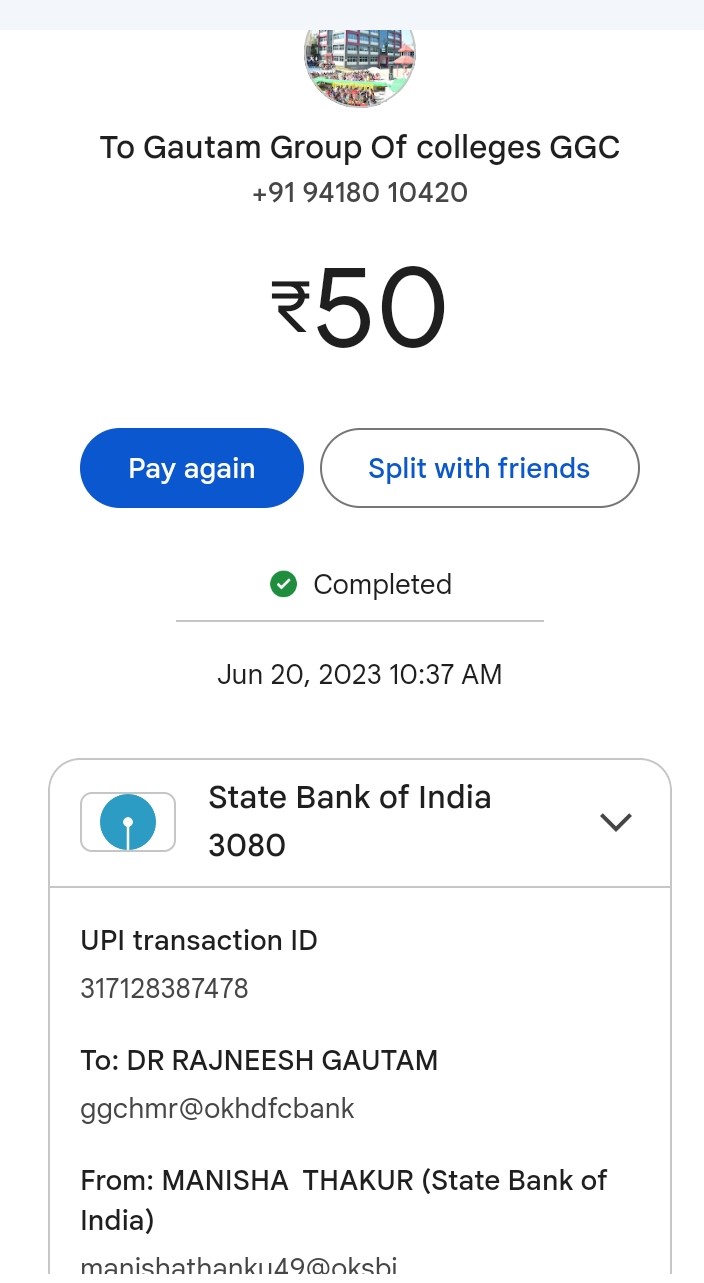 To Gautam Group Of colleges GGC
+91 94180 10420
₹50
Pay again
Split with friends
Completed
Jun 20, 2023 10:37 AM
State Bank of India
3080
UPI transaction ID
317128387478
To: DR RAJNEESH GAUTAM
ggchmr@okhdfcbank
From: MANISHA  THAKUR (State Bank of
India)
manishathanku49@oksbi